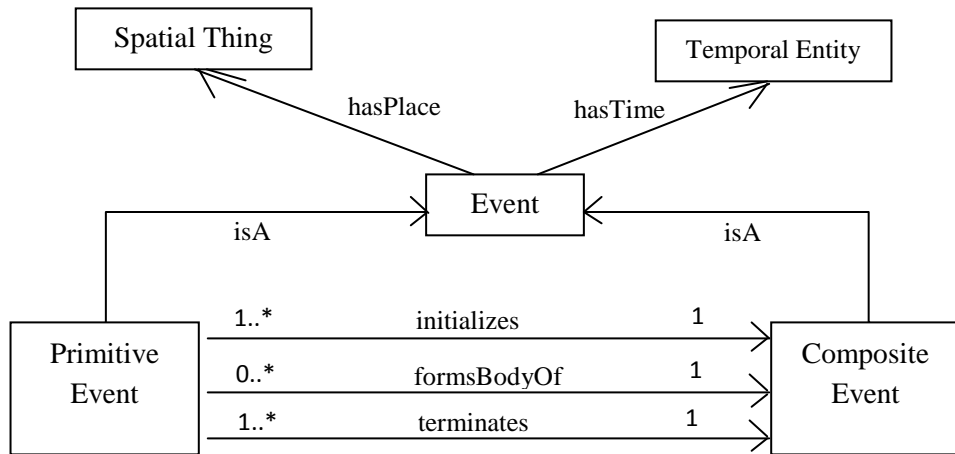 Spatial Thing
Temporal Entity
hasPlace
hasTime
Event
isA
isA
1..*
initializes
1
Primitive
Event
0..*
formsBodyOf
1
Composite
Event
1..*
terminates
1